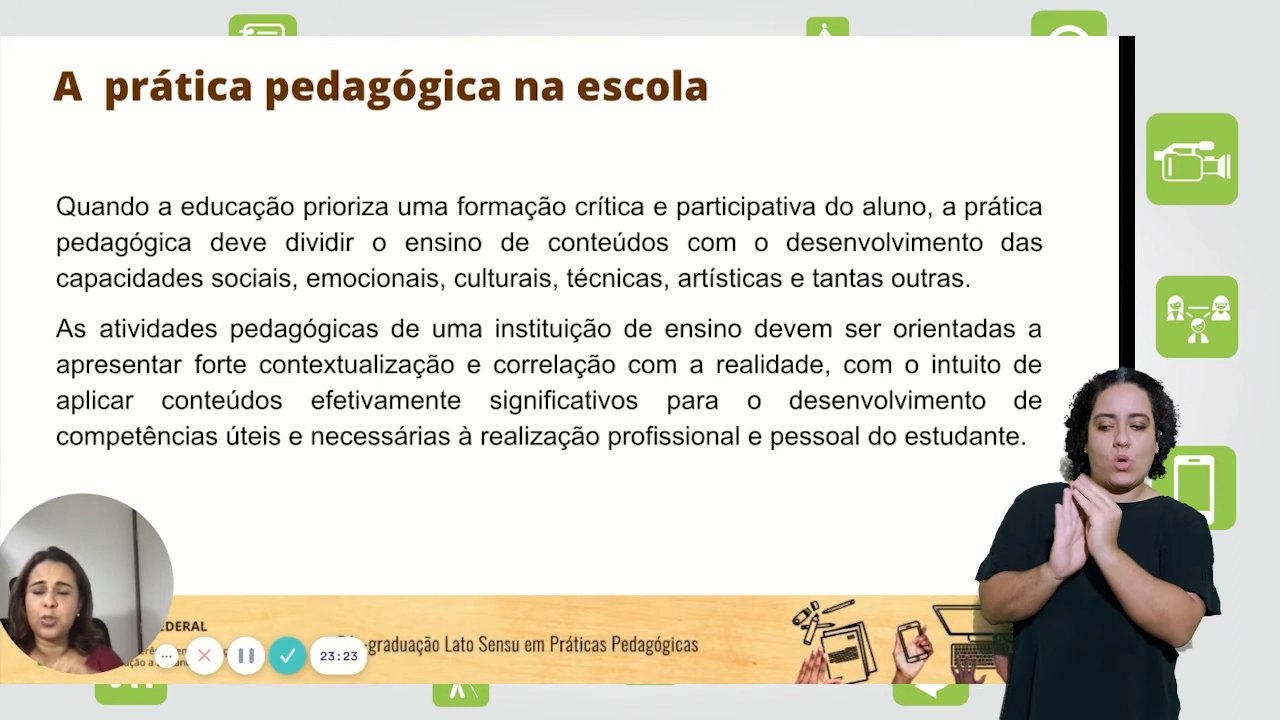 A prática pedagógica na escola
Quando a educação prioriza uma formação crítica e participativa do aluno, a prática
pedagógica deve dividir o ensino de conteúdos com o desenvolvimento das
capacidades sociais, emocionais, culturais, técnicas, artísticas e tantas outras.
As atividades pedagógicas de uma instituição de ensino devem ser orientadas a
apresentar forte contextualização e correlação com a realidade, com o intuito de
aplicar conteúdos efetivamente significativos para o desenvolvimento de
competências úteis e necessárias à realização profissional e pessoal do estudante.
EDERAL
-graduação Lato Sensu em Práticas Pedagógicas
23:23